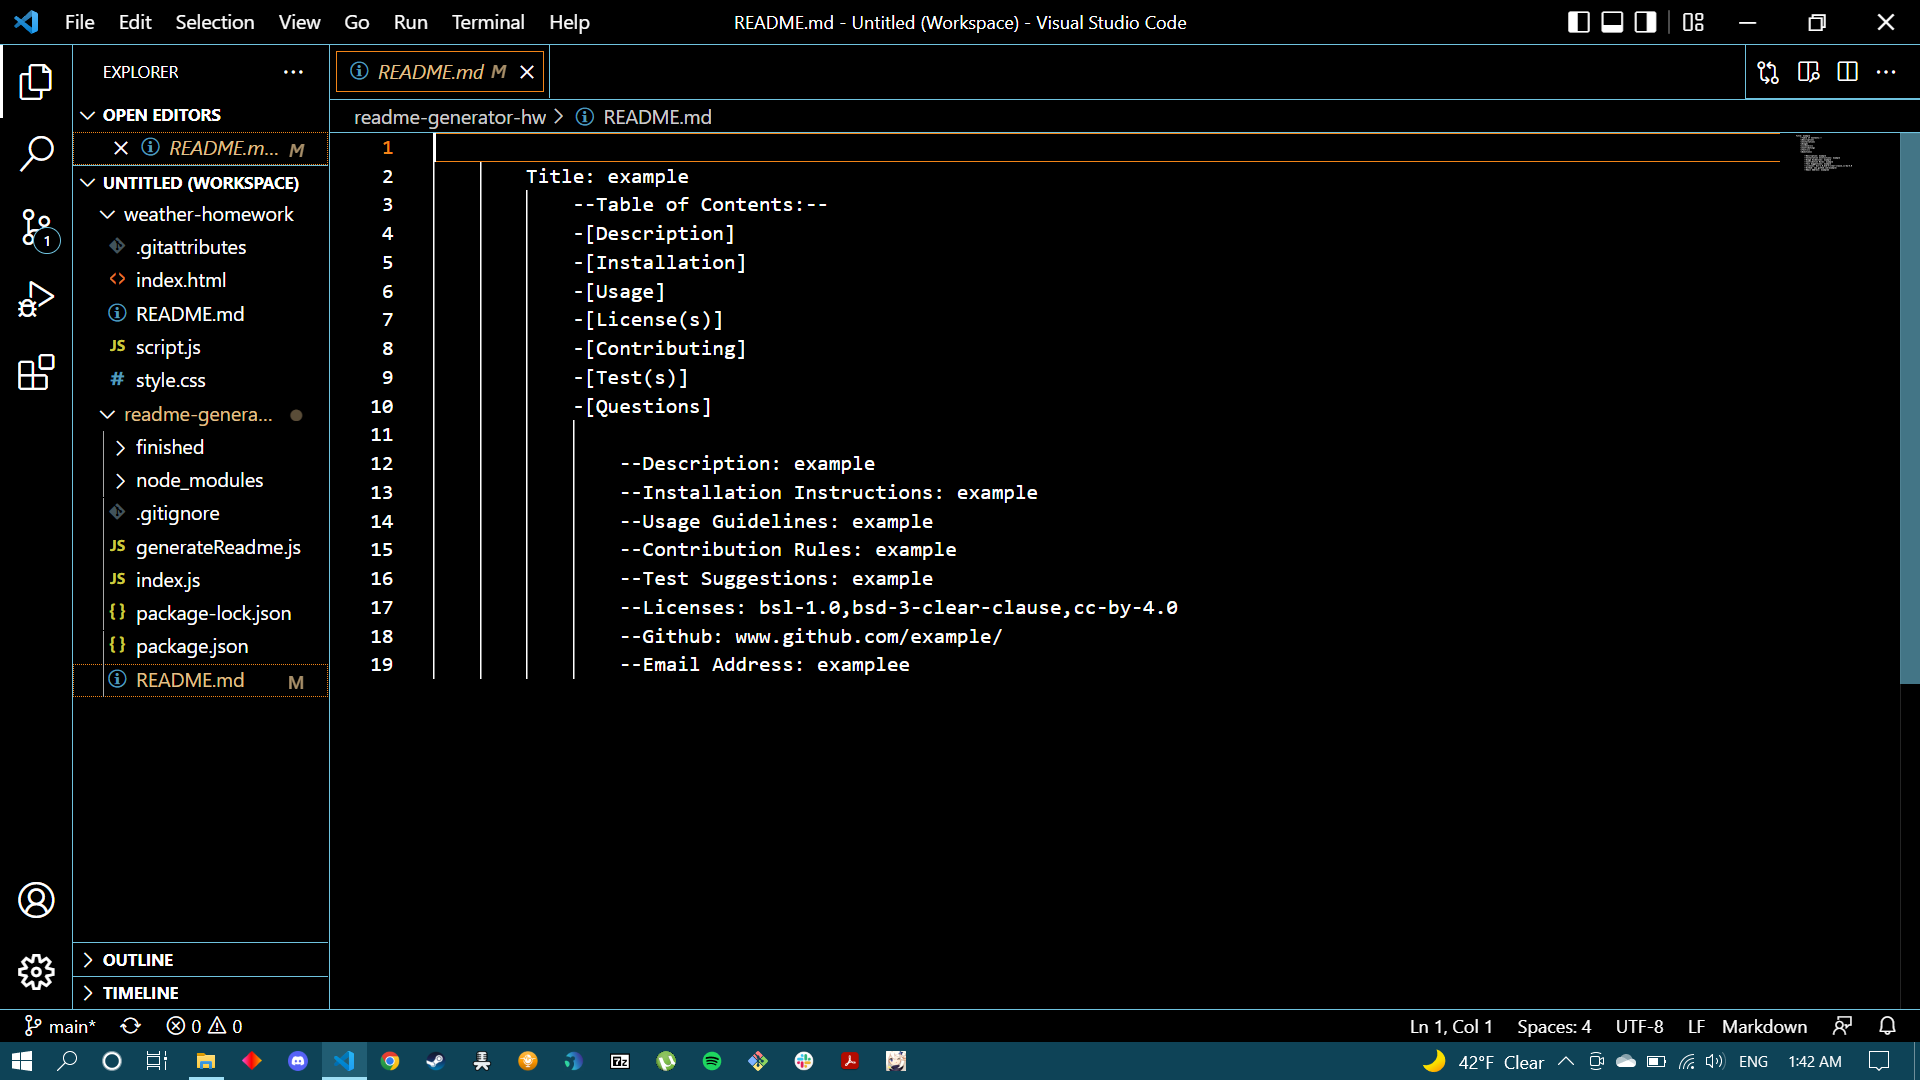 File Edit Selection View Go Run Terminal Help
README.md - Untitled (Workspace) - Visual Studio Code
EXPLORER
OPEN EDITORS
README.m... M
UNTITLED (WORKSPACE)
weather-homework
.gitattributes
index.html
README.md
JS script.js
# style.css
readme-genera...
finished
node_modules
.gitignore
JS generateReadme.js
JS index.js
{} package-lock.json
{} package.json
README.md M
OUTLINE
TIMELINE
1
README.md M
readme-generator-hw > README.md
1
2 Title: example
3 --Table of Contents:--
4 -[Description]
5 -[Installation]
6 -[Usage]
7 -[License(s)]
8 -[Contributing]
9 -[Test(s)]
10 -[Questions]
11
12 --Description: example
13 --Installation Instructions: example
14 --Usage Guidelines: example
15 --Contribution Rules: example
16 --Test Suggestions: example
17 --Licenses: bsl-1.0,bsd-3-clear-clause,cc-by-4.0
18 --Github: www.github.com/example/
19 --Email Address: examplee
main* 0 0
Ln 1, Col 1 Spaces: 4 UTF-8 LF Markdown
7z
42°F Clear ENG 1:42 AM